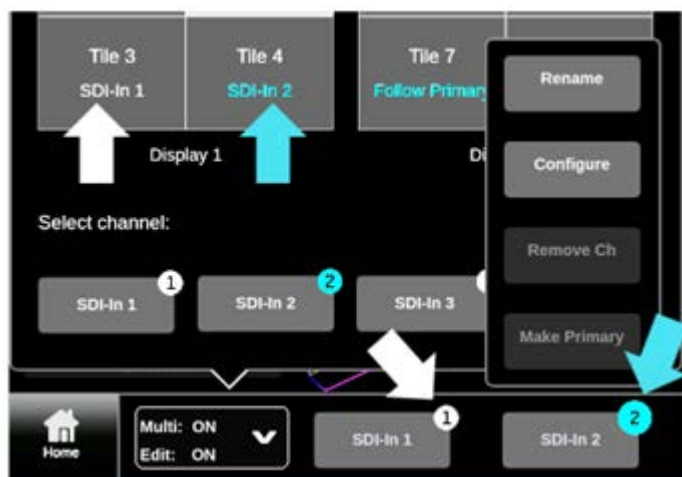 Tile 3
SDI-In 1
Tile 4
SDI-In 2
Tile 7
Follow Primary
Rename
Display 1
Configure
Select channel:
Remove Ch
SDI-In 1
1
SDI-In 2
2
SDI-In 3
Make Primary
Home
Multi: ON
Edit: ON
SDI-In 1
1
SDI-In 2
2